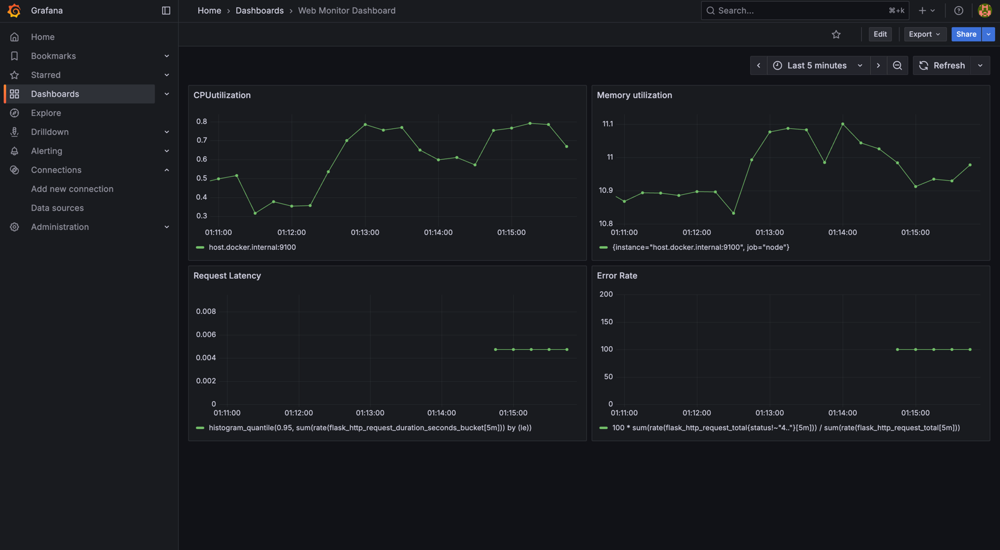 Grafana
Home › Dashboards › Web Monitor Dashboard
Search... ⌘+k
Home
Bookmarks
Starred
Dashboards
Explore
Drilldown
Alerting
Connections
Add new connection
Data sources
Administration
Edit
Export
Share
Last 5 minutes
Refresh
CPUutilization
0.8
0.7
0.6
0.5
0.4
0.3
01:11:00 01:12:00 01:13:00 01:14:00 01:15:00
host.docker.internal:9100
Memory utilization
11.1
11
10.9
10.8
01:11:00 01:12:00 01:13:00 01:14:00 01:15:00
{instance="host.docker.internal:9100", job="node"}
Request Latency
0.008
0.006
0.004
0.002
0
01:11:00 01:12:00 01:13:00 01:14:00 01:15:00
histogram_quantile(0.95, sum(rate(flask_http_request_duration_seconds_bucket[5m])) by (le))
Error Rate
200
150
100
50
0
01:11:00 01:12:00 01:13:00 01:14:00 01:15:00
100 * sum(rate(flask_http_request_total{status!~"4.."}[5m])) / sum(rate(flask_http_request_total[5m]))